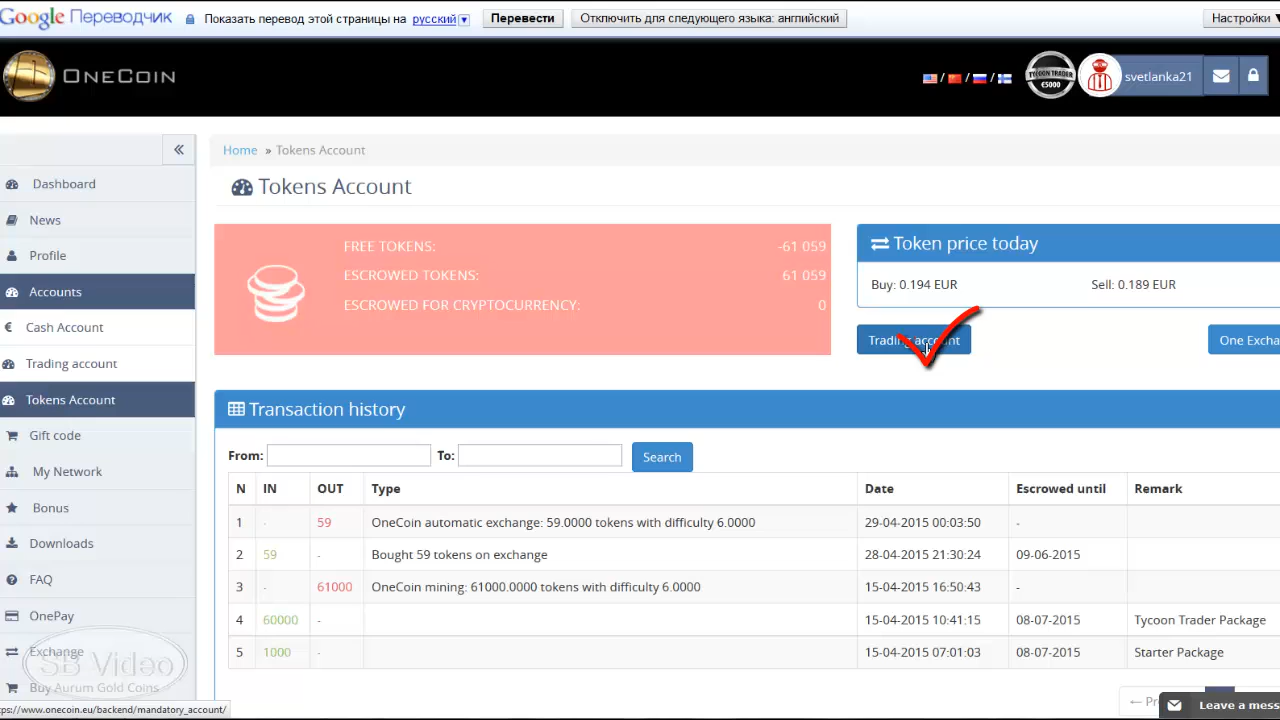 Google Переводчик Показать перевод этой страницы на русский Перевести Отключить для следующего языка: английский Настройки
ONECOIN / / / TYCOON TRADER €5000 svetlanka21
Home » Tokens Account
Tokens Account
Dashboard
News
Profile
Accounts
Cash Account
Trading account
Tokens Account
Gift code
My Network
Bonus
Downloads
FAQ
OnePay
Exchange
SB Video
Buy Aurum Gold Coins
FREE TOKENS: -61 059
ESCROWED TOKENS: 61 059
ESCROWED FOR CRYPTOCURRENCY: 0
Token price today
Buy: 0.194 EUR Sell: 0.189 EUR
Trading account One Excha
Transaction history
From: To: Search
N IN OUT Type Date Escrowed until Remark
1 - 59 OneCoin automatic exchange: 59.0000 tokens with difficulty 6.0000 29-04-2015 00:03:50 -
2 59 - Bought 59 tokens on exchange 28-04-2015 21:30:24 09-06-2015
3 - 61000 OneCoin mining: 61000.0000 tokens with difficulty 6.0000 15-04-2015 16:50:43 -
4 60000 - 15-04-2015 10:41:15 08-07-2015 Tycoon Trader Package
5 1000 - 15-04-2015 07:01:03 08-07-2015 Starter Package
← Pr
Leave a mess
tps://www.onecoin.eu/backend/mandatory_account/